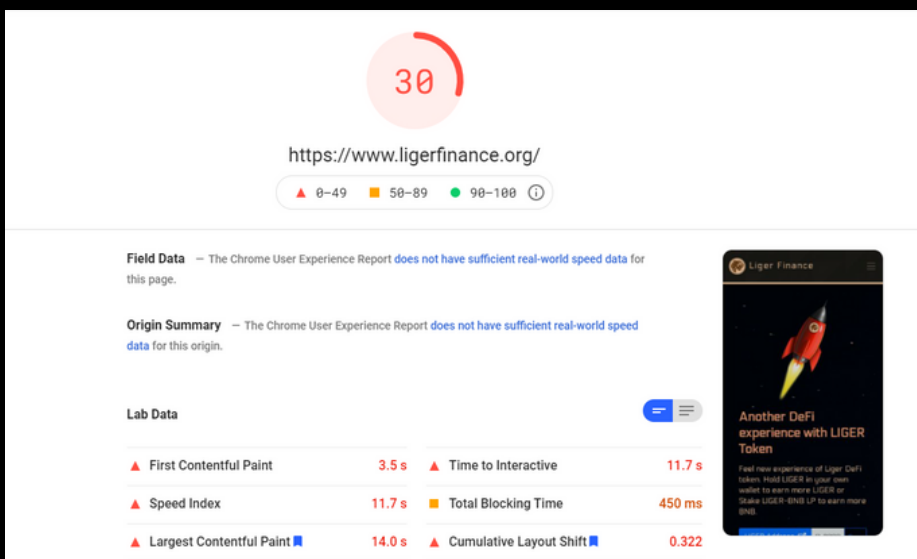 30
https://www.ligerfinance.org/
0–49 50–89 90–100
Field Data — The Chrome User Experience Report does not have sufficient real-world speed data for
this page.
Origin Summary — The Chrome User Experience Report does not have sufficient real-world speed
data for this origin.
Lab Data
First Contentful Paint 3.5 s
Time to Interactive 11.7 s
Speed Index 11.7 s
Total Blocking Time 450 ms
Largest Contentful Paint 14.0 s
Cumulative Layout Shift 0.322
Liger Finance
Another DeFi
experience with LIGER
Token
Feel new experience of Liger DeFi
token. Hold LIGER in your own
wallet to earn more LIGER or
Stake LIGER-BNB LP to earn more
BNB.